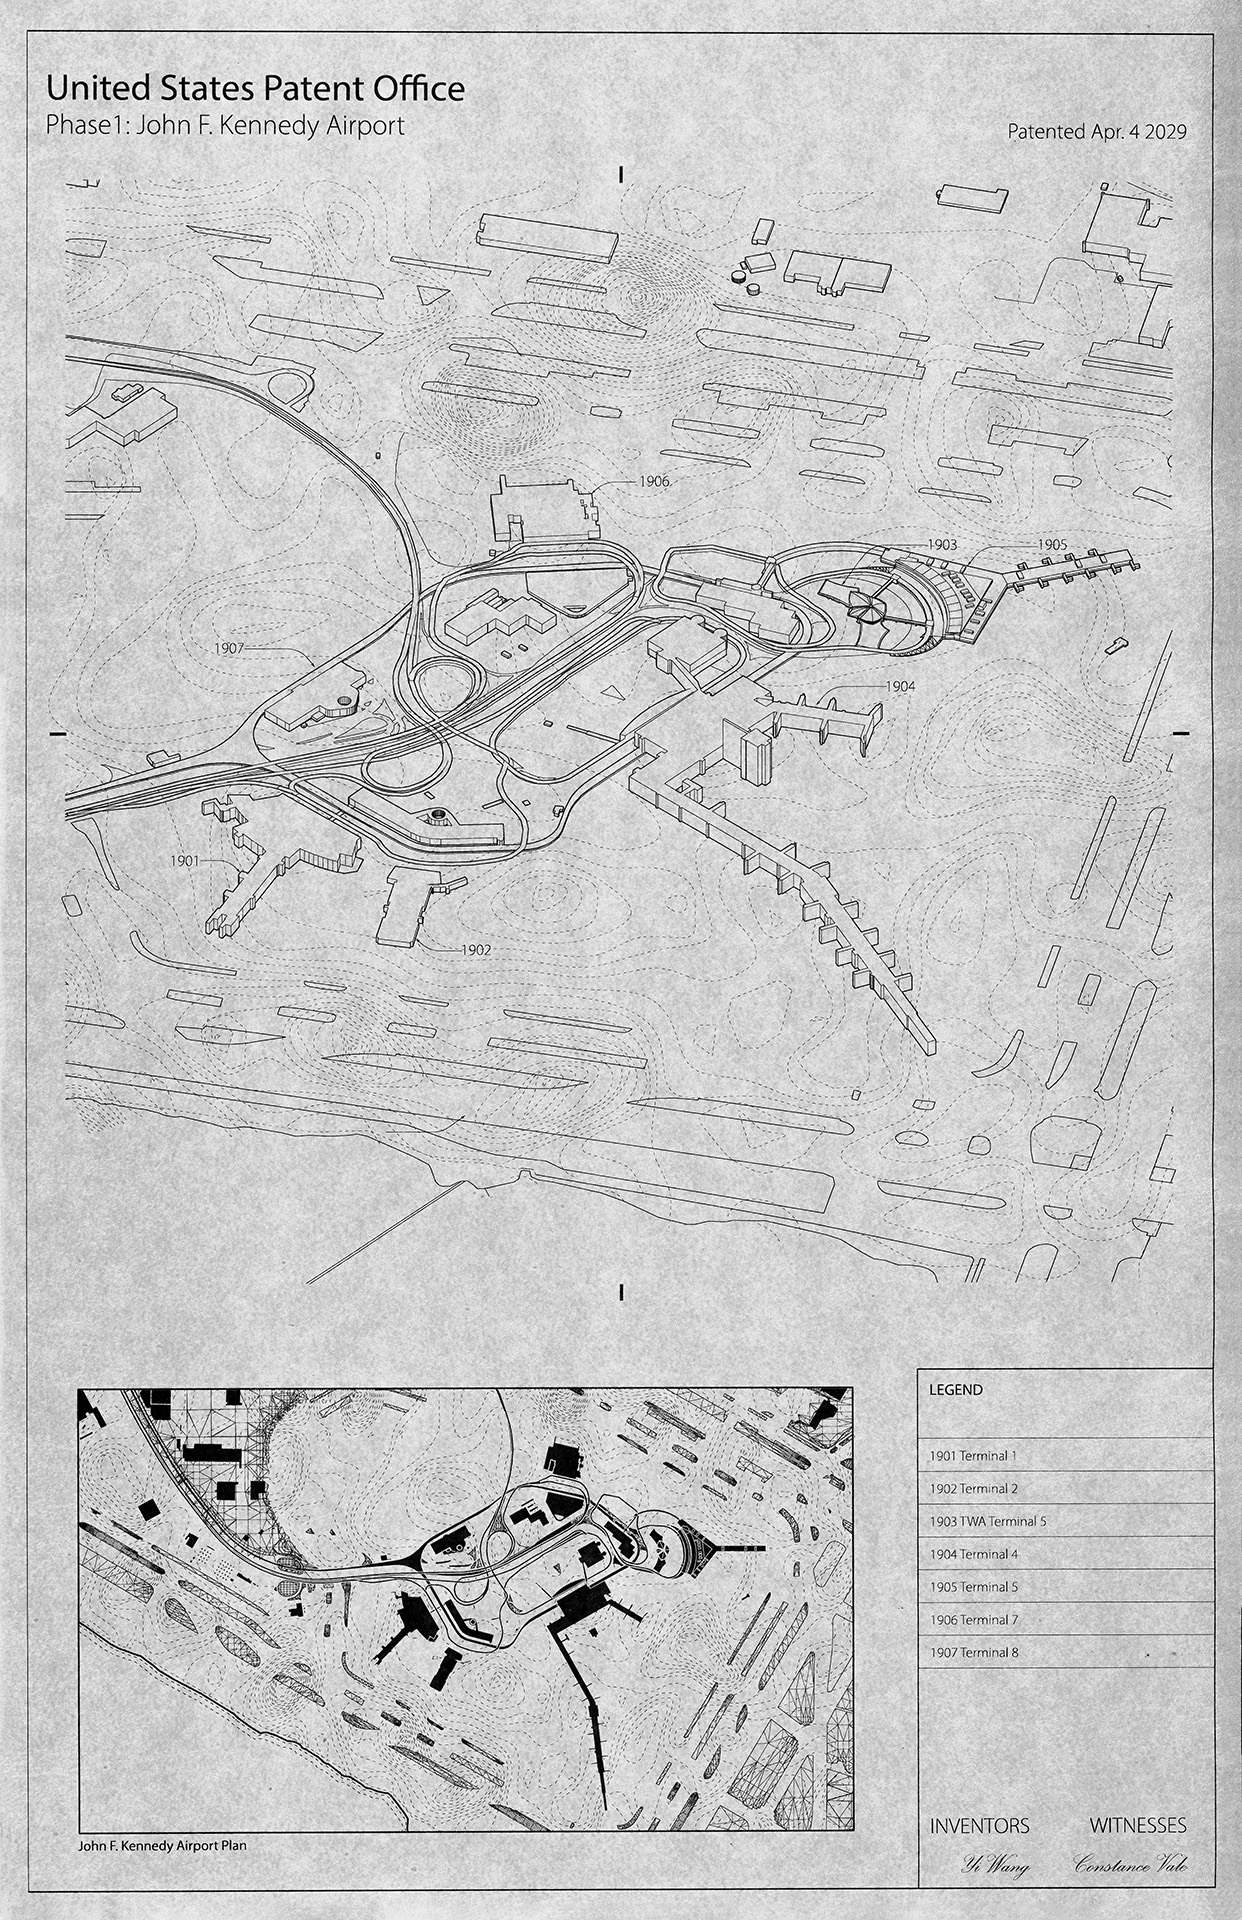 United States Patent Office
Phase1: John F. Kennedy Airport
Patented Apr. 4 2029
1906
1903
1905
1907
1904
1901
1902
John F. Kennedy Airport Plan
LEGEND
1901 Terminal 1
1902 Terminal 2
1903 TWA Terminal 5
1904 Terminal 4
1905 Terminal 5
1906 Terminal 7
1907 Terminal 8
INVENTORS WITNESSES
Yi Wang Constance Vale